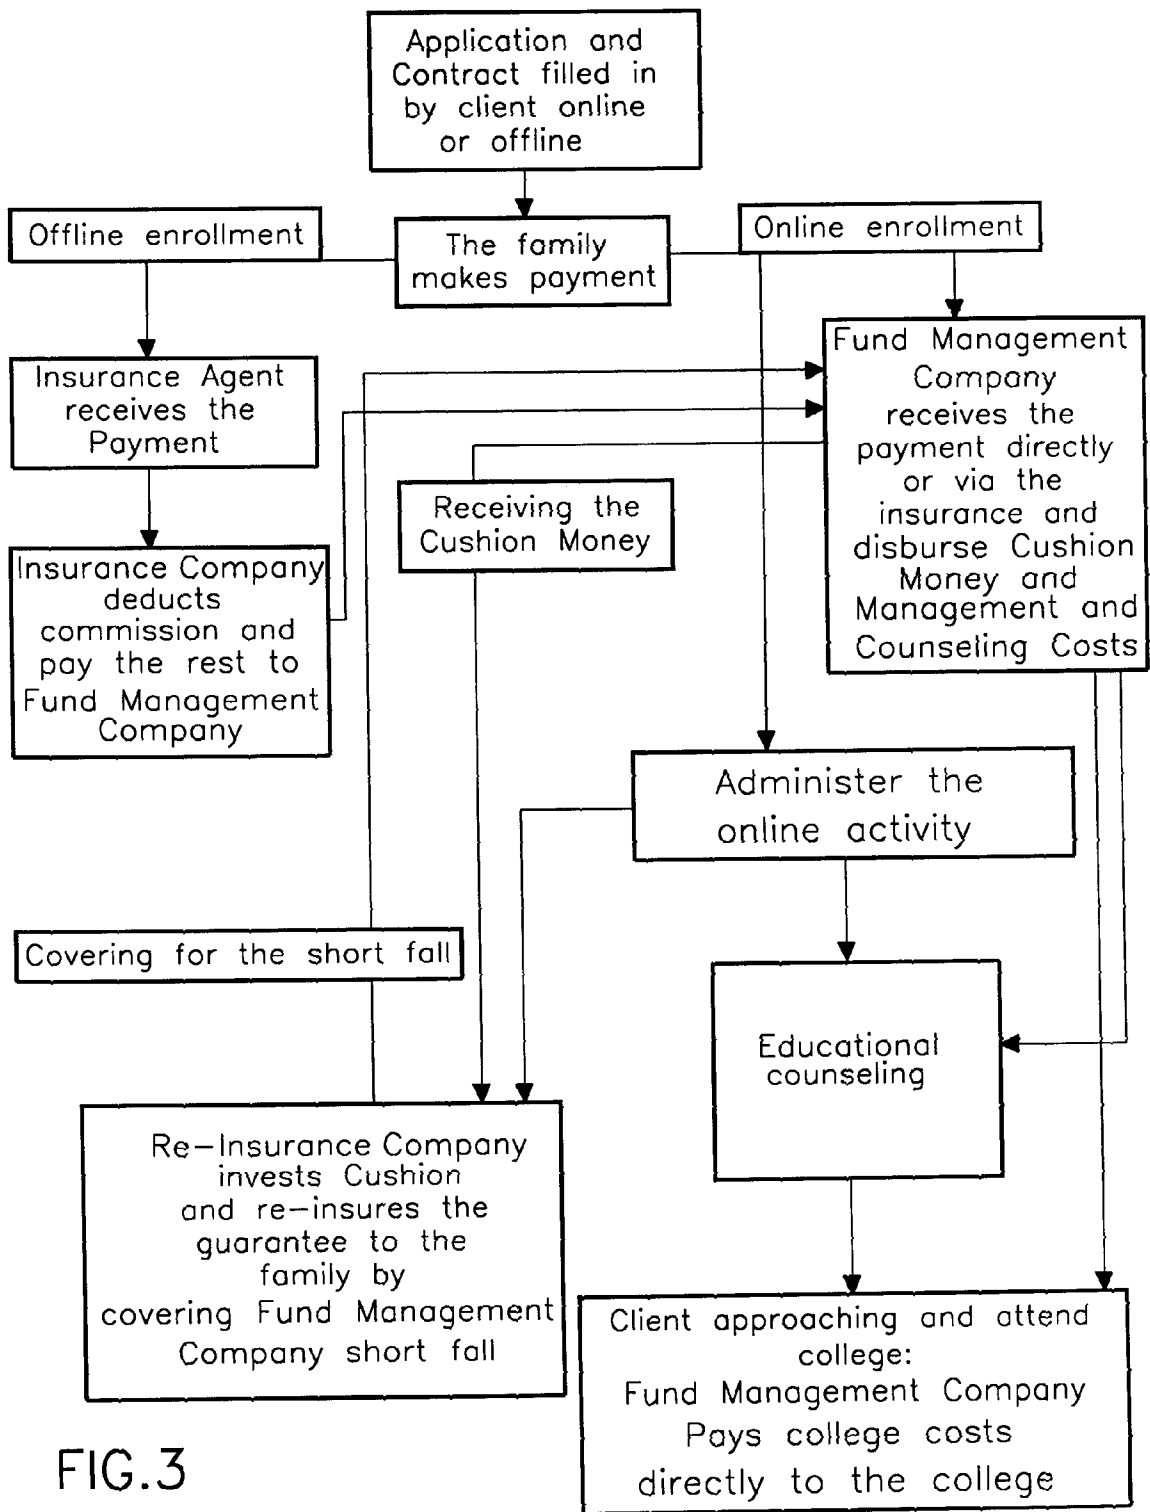 Application and
Contract filled in
by client online
or offline
Offline enrollment
The family
makes payment
Online enrollment
Insurance Agent
receives the
Payment
Fund Management
Company
receives the
payment directly
or via the
insurance and
disburse Cushion
Money and
Management and
Counseling Costs
Receiving the
Cushion Money
Insurance Company
deducts
commission and
pay the rest to
Fund Management
Company
Administer the
online activity
Covering for the short fall
Educational
counseling
Re-Insurance Company
invests Cushion
and re-insures the
guarantee to the
family by
covering Fund Management
Company short fall
Client approaching and attend
college:
Fund Management Company
Pays college costs
directly to the college
FIG.3